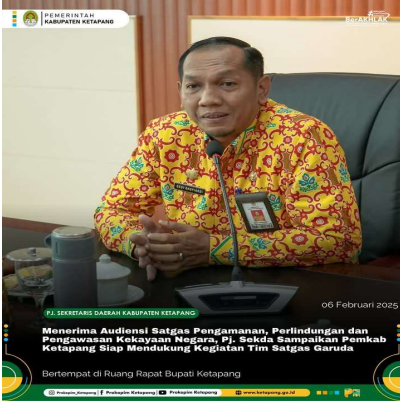 PEMERINTAH
KABUPATEN KETAPANG
BerAKHLAK
06 Februari 2025
PJ. SEKRETARIS DAERAH KABUPATEN KETAPANG
Menerima Audiensi Satgas Pengamanan, Perlindungan dan
Pengawasan Kekayaan Negara, Pj. Sekda Sampaikan Pemkab
Ketapang Siap Mendukung Kegiatan Tim Satgas Garuda
Bertempat di Ruang Rapat Bupati Ketapang
Prokopim_Ketapang
Prokopim Ketapang
Prokopim Ketapang
www.ketapang.go.id